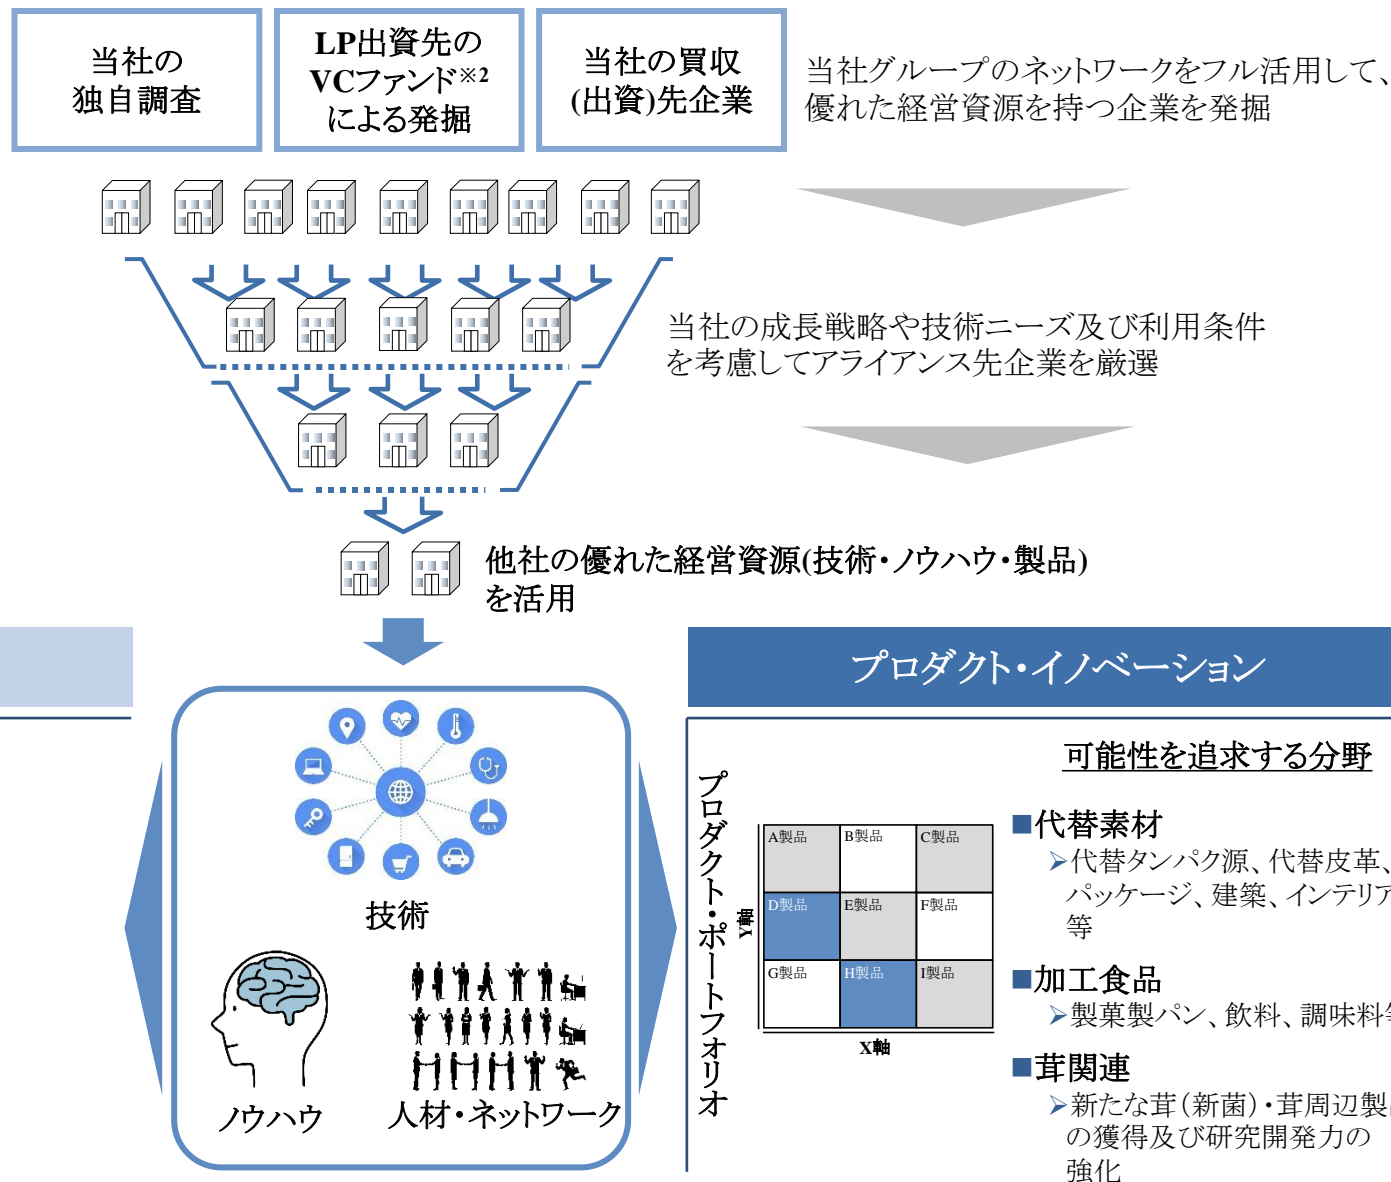 当社の
独自調査
LP出資先の
VCファンド※2
による発掘
当社の買収
(出資)先企業
当社グループのネットワークをフル活用して、
優れた経営資源を持つ企業を発掘
当社の成長戦略や技術ニーズ及び利用条件
を考慮してアライアンス先企業を厳選
他社の優れた経営資源(技術・ノウハウ・製品)
を活用
技術
ノウハウ
人材・ネットワーク
プロダクト・イノベーション
プロダクト・ポートフォリオ
Y軸
A製品
B製品
C製品
D製品
E製品
F製品
G製品
H製品
I製品
X軸
可能性を追求する分野
■代替素材
➢代替タンパク源、代替皮革、
パッケージ、建築、インテリア
等
■加工食品
➢製菓製パン、飲料、調味料等
■茸関連
➢新たな茸(新菌)・茸周辺製品
の獲得及び研究開発力の
強化